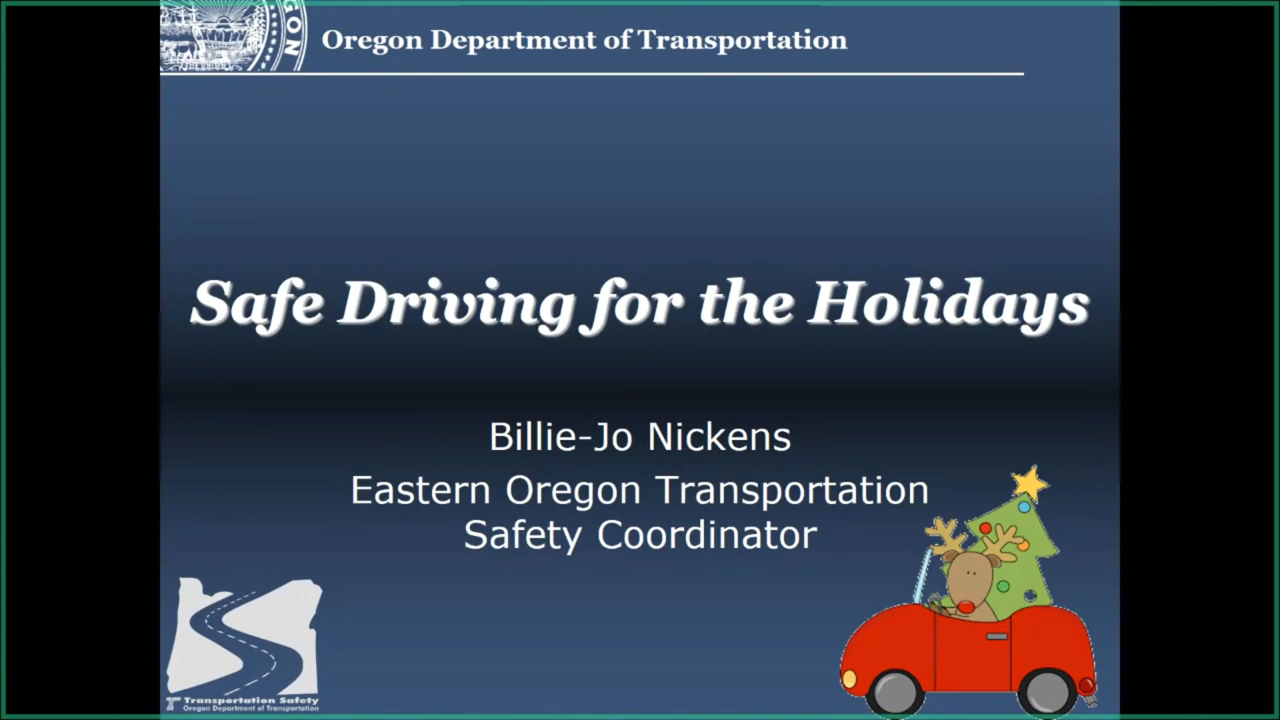 GON
Oregon Department of Transportation
Safe Driving for the Holidays
Billie-Jo Nickens
Eastern Oregon Transportation
Safety Coordinator
Transportation Safety
Oregon Department of Transportation